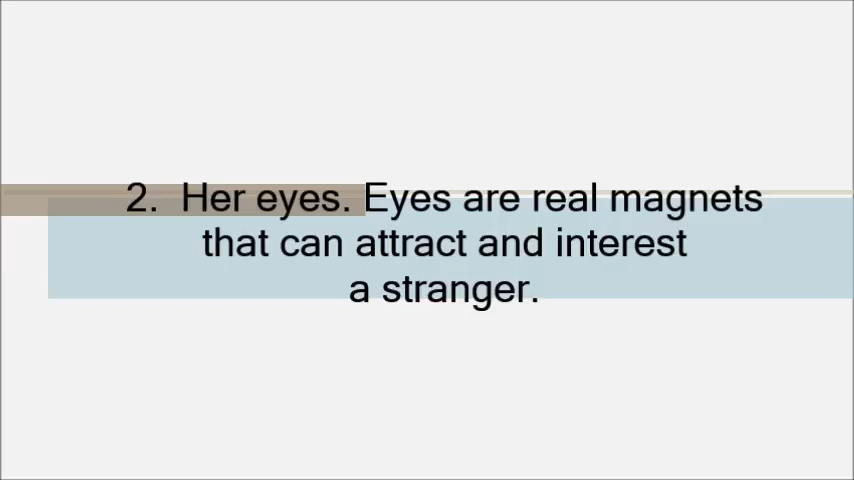 2. Her eyes. Eyes are real magnets
that can attract and interest
a stranger.